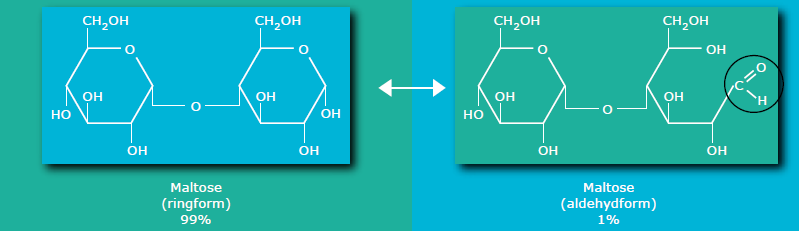 CH₂OH CH₂OH CH₂OH CH₂OH
O O O OH O
C
OH OH OH OH H
HO O OH HO O
OH OH OH OH
Maltose Maltose
(ringform) (aldehydform)
99% 1%